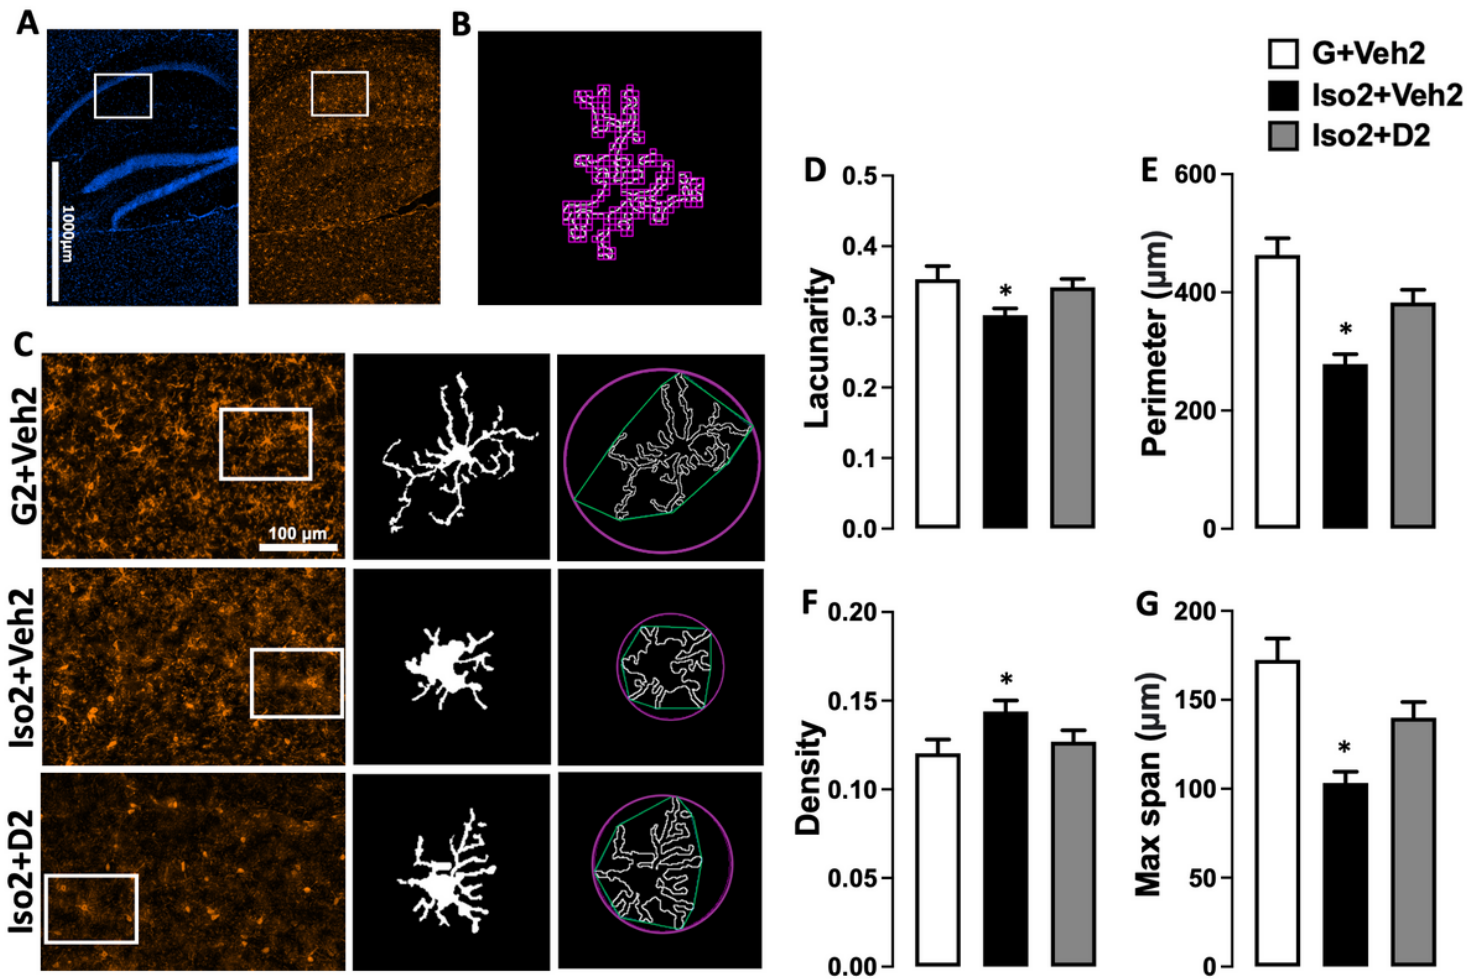 A
B
1000μm
G+Veh2
Iso2+Veh2
Iso2+D2
C
G2+Veh2
100 μm
Iso2+Veh2
Iso2+D2
D
Lacunarity
0.5
0.4
0.3
0.2
0.1
0.0
*
E
Perimeter (μm)
600
400
200
0
*
F
Density
0.20
0.15
0.10
0.05
0.00
*
G
Max span (μm)
200
150
100
50
0
*